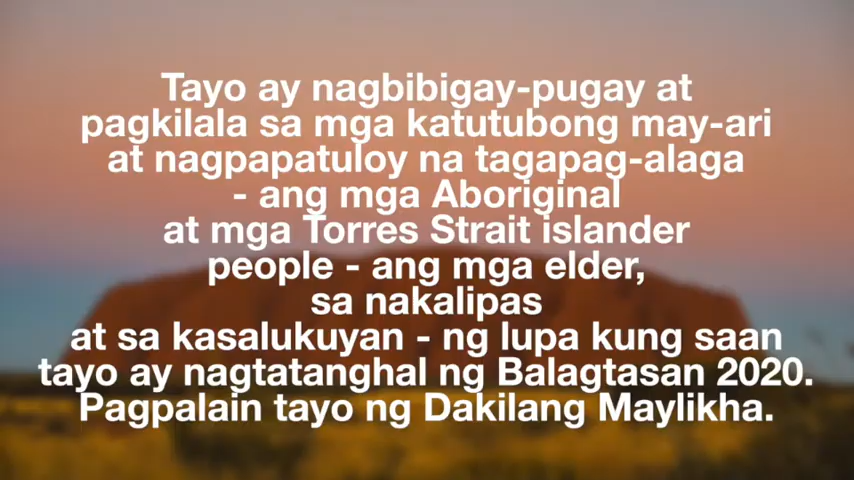 Tayo ay nagbibigay-pugay at
pagkilala sa mga katutubong may-ari
at nagpapatuloy na tagapag-alaga
- ang mga Aboriginal
at mga Torres Strait islander
people - ang mga elder,
sa nakalipas
at sa kasalukuyan - ng lupa kung saan
tayo ay nagtatanghal ng Balagtasan 2020.
Pagpalain tayo ng Dakilang Maylikha.